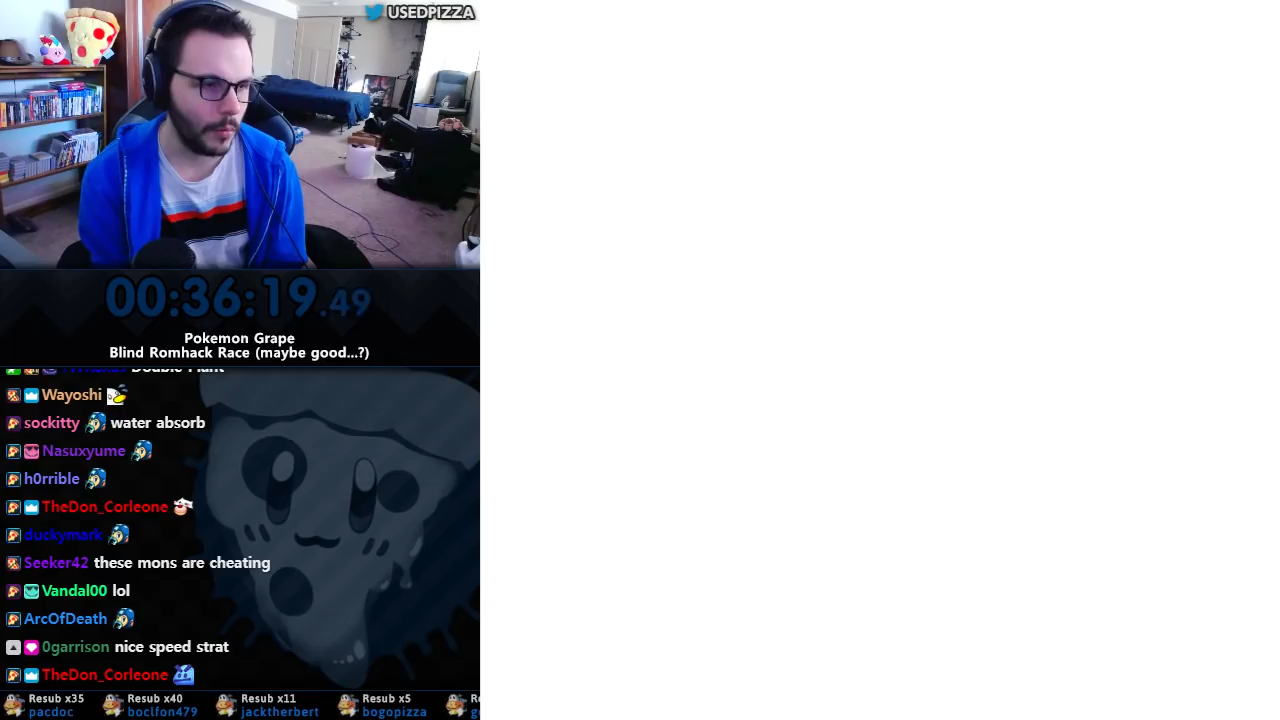 USEDPIZZA
00:36:19.49
Pokemon Grape
Blind Romhack Race (maybe good...?)
Double Plant
Wayoshi
sockitty water absorb
Nasuxyume
h0rrible
TheDon_Corleone
duckymark
Seeker42 these mons are cheating
Vandal00 lol
ArcOfDeath
0garrison nice speed strat
TheDon_Corleone
Resub x35 Resub x40 Resub x11 Resub x5
pacdoc boclfon479 jacktherbert bogopizza